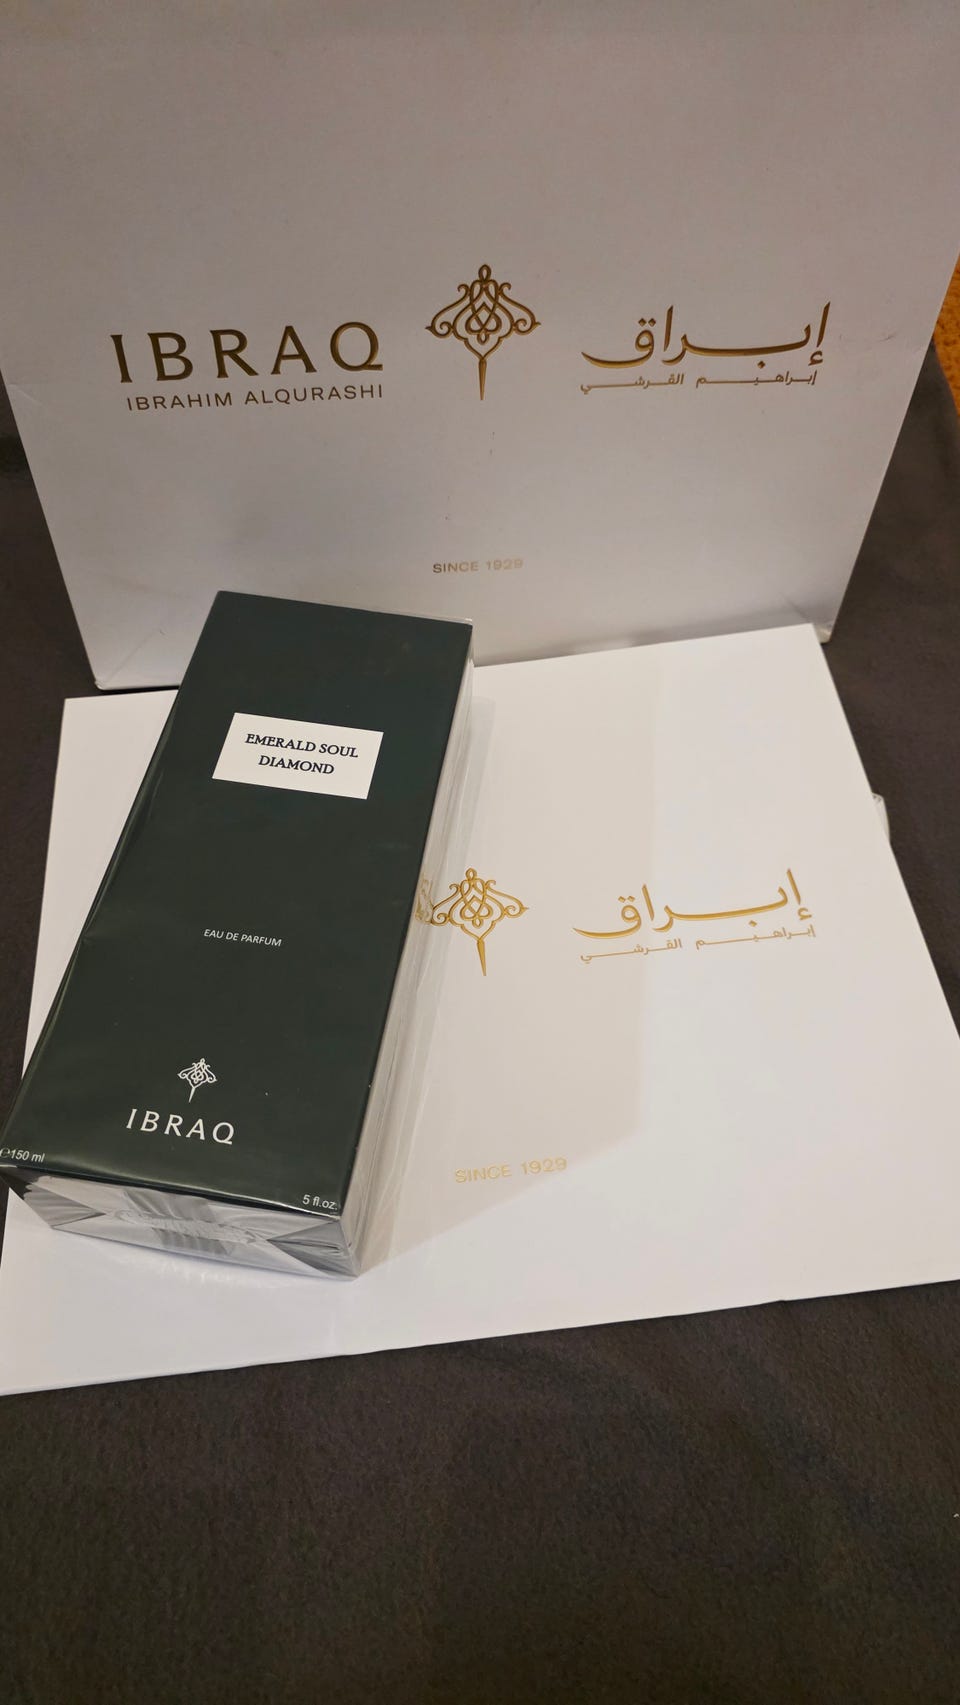 IBRAQ
IBRAHIM ALQURASHI
إبراق
إبراهيم القرشي
SINCE 1929
EMERALD SOUL
DIAMOND
EAU DE PARFUM
IBRAQ
℮150 ml
5 fl.oz.
إبراق
إبراهيم القرشي
SINCE 1929